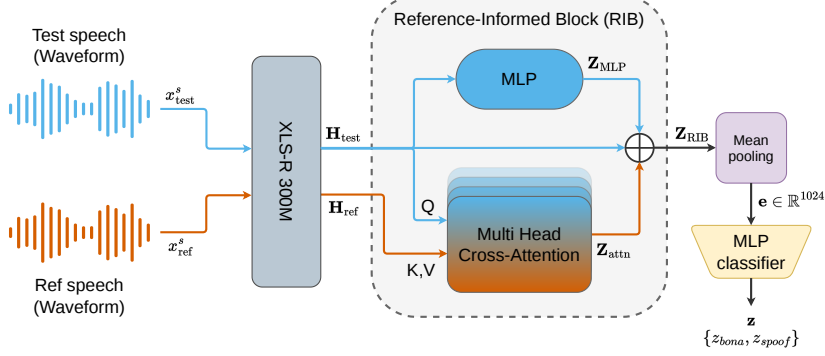 Reference-Informed Block (RIB)
Test speech
(Waveform)
x^s_test
XLS-R 300M
H_test
H_ref
MLP
Z_MLP
Z_RIB
Mean
pooling
e ∈ ℝ^1024
Q
K,V
Multi Head
Cross-Attention
Z_attn
x^s_ref
Ref speech
(Waveform)
MLP
classifier
z
{z_bona, z_spoof}